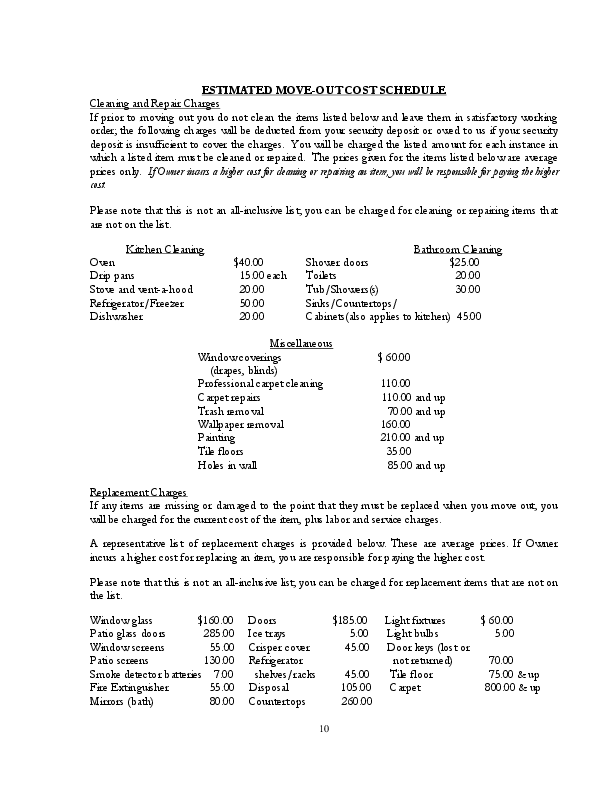 ESTIMATED MOVE-OUT COST SCHEDULE
Cleaning and Repair Charges
If prior to moving out you do not clean the items listed below and leave them in satisfactory working
order; the following charges will be deducted from your security deposit or owed to us if your security
deposit is insufficient to cover the charges. You will be charged the listed amount for each instance in
which a listed item must be cleaned or repaired. The prices given for the items listed below are average
prices only. If Owner incurs a higher cost for cleaning or repairing an item, you will be responsible for paying the higher
cost.
Please note that this is not an all-inclusive list; you can be charged for cleaning or repairing items that
are not on the list.
Kitchen Cleaning Bathroom Cleaning
Oven $40.00 Shower doors $25.00
Drip pans 15.00 each Toilets 20.00
Stove and vent-a-hood 20.00 Tub/Showers(s) 30.00
Refrigerator/Freezer 50.00 Sinks/Countertops/
Dishwasher 20.00 Cabinets(also applies to kitchen) 45.00
Miscellaneous
Window coverings $ 60.00
(drapes, blinds)
Professional carpet cleaning 110.00
Carpet repairs 110.00 and up
Trash removal 70.00 and up
Wallpaper removal 160.00
Painting 210.00 and up
Tile floors 35.00
Holes in wall 85.00 and up
Replacement Charges
If any items are missing or damaged to the point that they must be replaced when you move out, you
will be charged for the current cost of the item, plus labor and service charges.
A representative list of replacement charges is provided below. These are average prices. If Owner
incurs a higher cost for replacing an item, you are responsible for paying the higher cost.
Please note that this is not an all-inclusive list; you can be charged for replacement items that are not on
the list.
Window glass $160.00 Doors $185.00 Light fixtures $ 60.00
Patio glass doors 285.00 Ice trays 5.00 Light bulbs 5.00
Window screens 55.00 Crisper cover 45.00 Door keys (lost or
Patio screens 130.00 Refrigerator not returned) 70.00
Smoke detector batteries 7.00 shelves/racks 45.00 Tile floor 75.00 & up
Fire Extinguisher 55.00 Disposal 105.00 Carpet 800.00 & up
Mirrors (bath) 80.00 Countertops 260.00
10